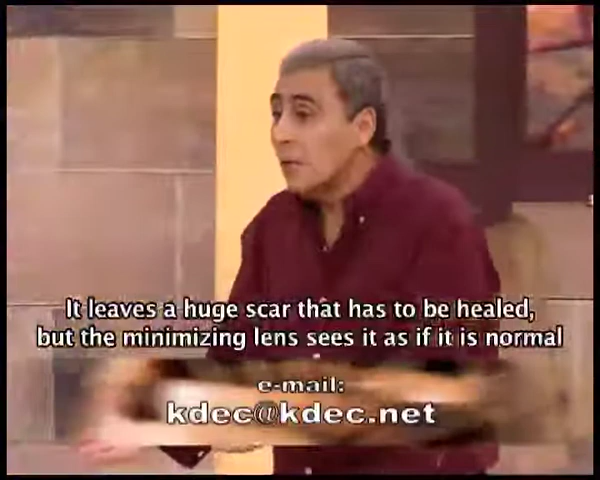 It leaves a huge scar that has to be healed,
but the minimizing lens sees it as if it is normal
e-mail:
kdec@kdec.net